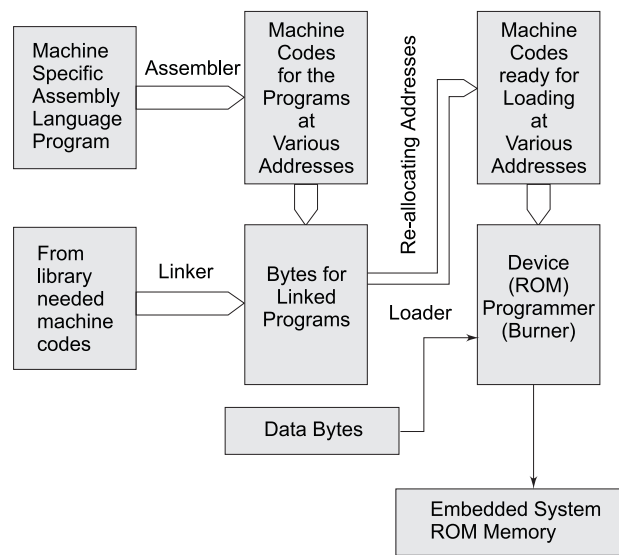 Machine
Specific
Assembly
Language
Program
Assembler
Machine
Codes
for the
Programs
at
Various
Addresses
Re-allocating Addresses
Machine
Codes
ready for
Loading
at
Various
Addresses
From
library
needed
machine
codes
Linker
Bytes for
Linked
Programs
Loader
Device
(ROM)
Programmer
(Burner)
Data Bytes
Embedded System
ROM Memory